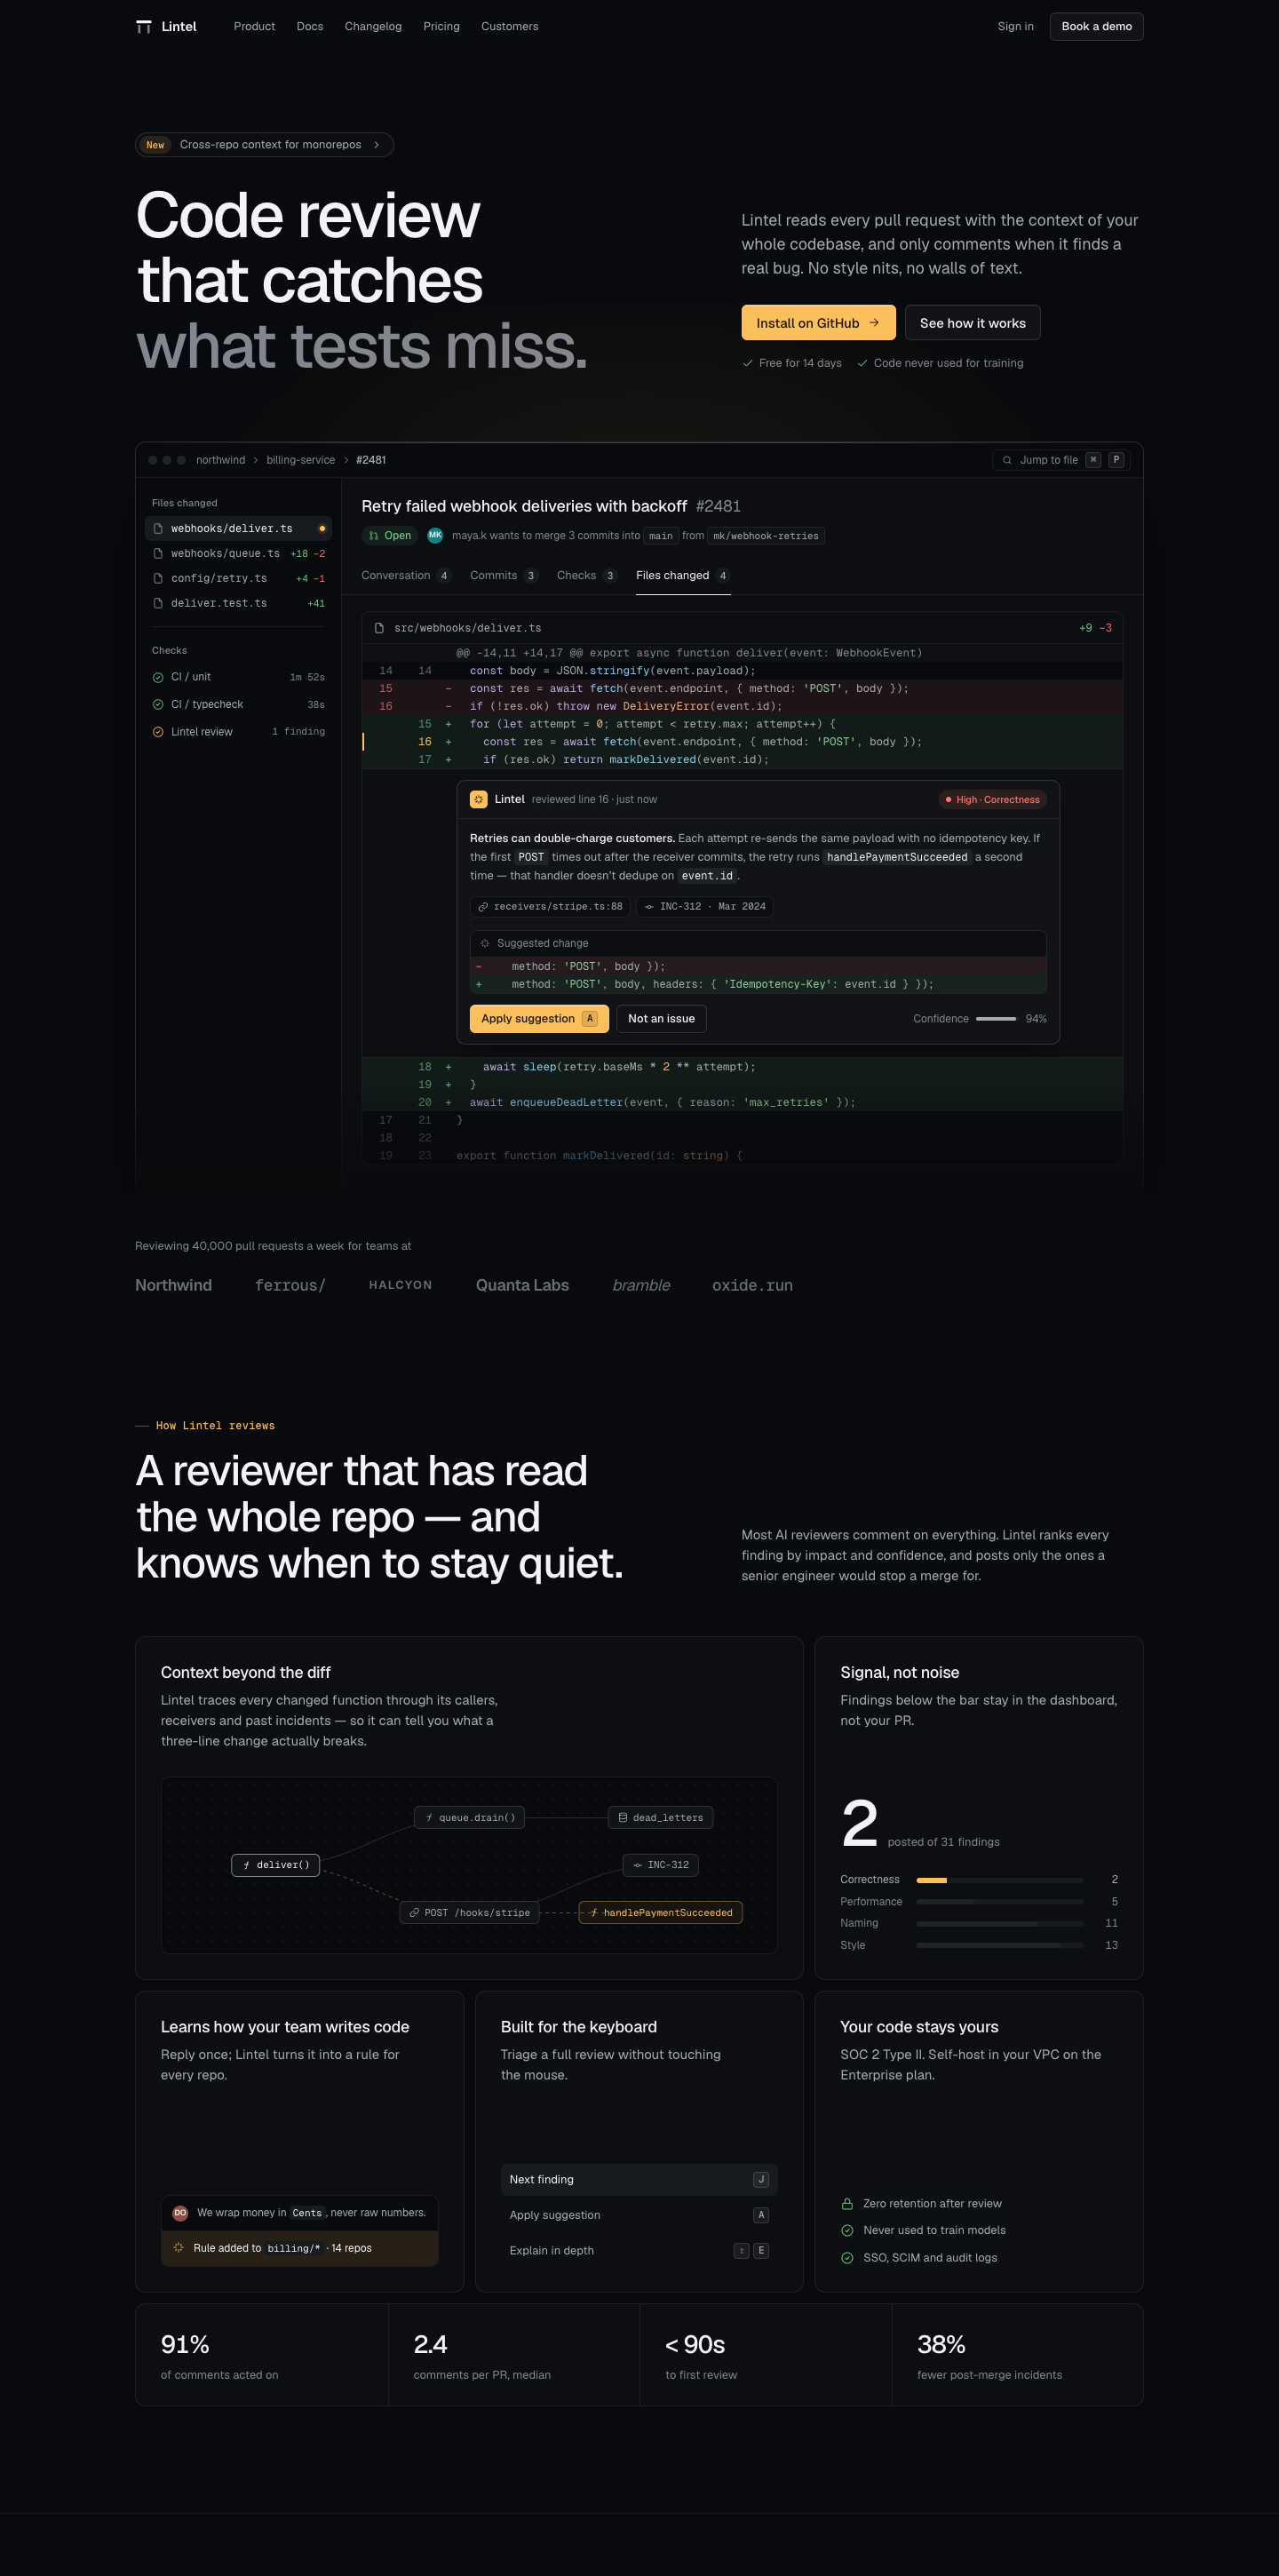 Lintel Product Docs Changelog Pricing Customers Sign in Book a demo
New Cross-repo context for monorepos
Code review
that catches
what tests miss.
Lintel reads every pull request with the context of your
whole codebase, and only comments when it finds a
real bug. No style nits, no walls of text.
Install on GitHub See how it works
Free for 14 days Code never used for training
northwind billing-service #2481 Jump to file ⌘ P
Files changed
webhooks/deliver.ts
webhooks/queue.ts +18 −2
config/retry.ts +4 −1
deliver.test.ts +41
Checks
CI / unit 1m 52s
CI / typecheck 38s
Lintel review 1 finding
Retry failed webhook deliveries with backoff #2481
Open MK maya.k wants to merge 3 commits into main from mk/webhook-retries
Conversation 4 Commits 3 Checks 3 Files changed 4
src/webhooks/deliver.ts +9 −3
@@ -14,11 +14,17 @@ export async function deliver(event: WebhookEvent)
14 14 const body = JSON.stringify(event.payload);
15 − const res = await fetch(event.endpoint, { method: 'POST', body });
16 − if (!res.ok) throw new DeliveryError(event.id);
15 + for (let attempt = 0; attempt < retry.max; attempt++) {
16 + const res = await fetch(event.endpoint, { method: 'POST', body });
17 + if (res.ok) return markDelivered(event.id);
Lintel reviewed line 16 · just now High · Correctness
Retries can double-charge customers. Each attempt re-sends the same payload with no idempotency key. If
the first POST times out after the receiver commits, the retry runs handlePaymentSucceeded a second
time — that handler doesn’t dedupe on event.id.
receivers/stripe.ts:88 INC-312 · Mar 2024
Suggested change
− method: 'POST', body });
+ method: 'POST', body, headers: { 'Idempotency-Key': event.id } });
Apply suggestion A Not an issue Confidence 94%
18 + await sleep(retry.baseMs * 2 ** attempt);
19 + }
20 + await enqueueDeadLetter(event, { reason: 'max_retries' });
17 21 }
18 22
19 23 export function markDelivered(id: string) {
Reviewing 40,000 pull requests a week for teams at
Northwind ferrous/ HALCYON Quanta Labs bramble oxide.run
How Lintel reviews
A reviewer that has read
the whole repo — and
knows when to stay quiet.
Most AI reviewers comment on everything. Lintel ranks every
finding by impact and confidence, and posts only the ones a
senior engineer would stop a merge for.
Context beyond the diff
Lintel traces every changed function through its callers,
receivers and past incidents — so it can tell you what a
three-line change actually breaks.
queue.drain() dead_letters
deliver() INC-312
POST /hooks/stripe handlePaymentSucceeded
Signal, not noise
Findings below the bar stay in the dashboard,
not your PR.
2 posted of 31 findings
Correctness 2
Performance 5
Naming 11
Style 13
Learns how your team writes code
Reply once; Lintel turns it into a rule for
every repo.
DO We wrap money in Cents, never raw numbers.
Rule added to billing/* · 14 repos
Built for the keyboard
Triage a full review without touching
the mouse.
Next finding J
Apply suggestion A
Explain in depth ⇧ E
Your code stays yours
SOC 2 Type II. Self-host in your VPC on the
Enterprise plan.
Zero retention after review
Never used to train models
SSO, SCIM and audit logs
91% 2.4 < 90s 38%
of comments acted on comments per PR, median to first review fewer post-merge incidents